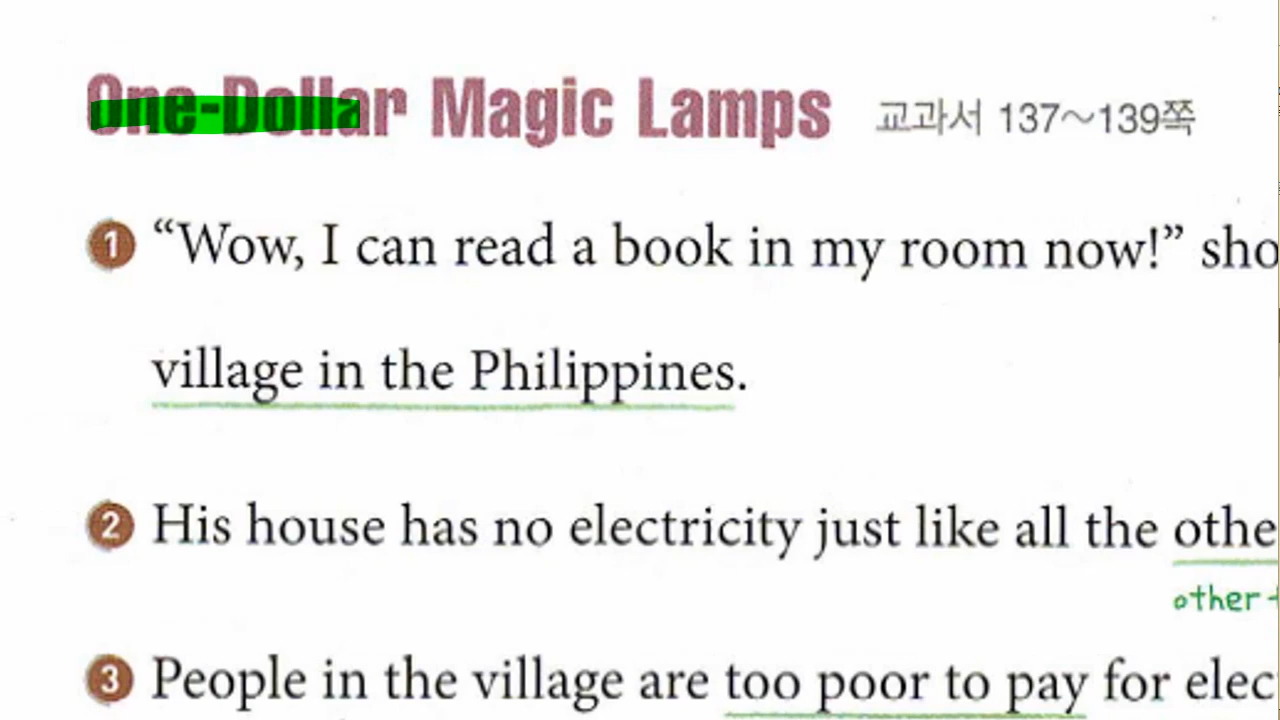 One-Dollar Magic Lamps 교과서 137~139쪽
1 “Wow, I can read a book in my room now!” sho
village in the Philippines.
2 His house has no electricity just like all the othe
other
3 People in the village are too poor to pay for elec